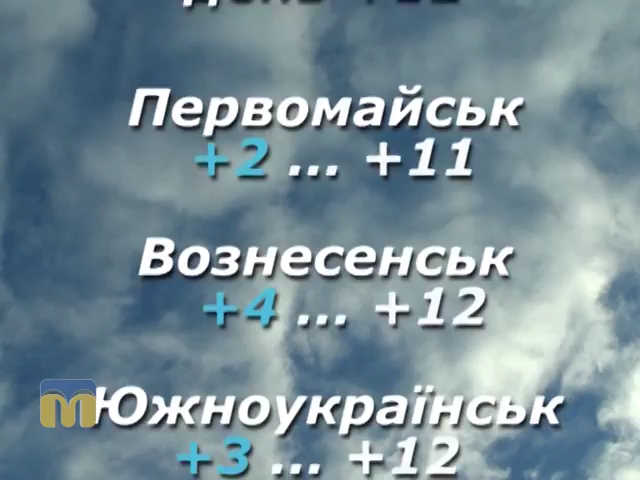 Первомайськ
+2 ... +11
Вознесенськ
+4 ... +12
Южноукраїнськ
+3 ... +12
m